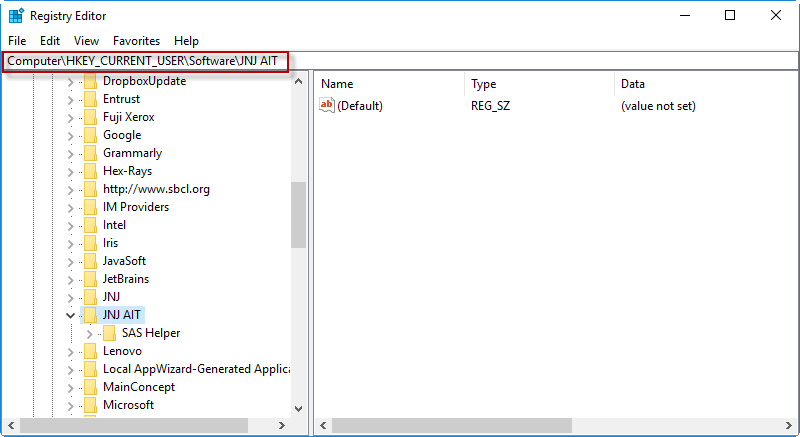 Registry Editor
File Edit View Favorites Help
Computer\HKEY_CURRENT_USER\Software\JNJ AIT
DropboxUpdate
Entrust
Fuji Xerox
Google
Grammarly
Hex-Rays
http://www.sbcl.org
IM Providers
Intel
Iris
JavaSoft
JetBrains
JNJ
JNJ AIT
SAS Helper
Lenovo
Local AppWizard-Generated Applica
MainConcept
Microsoft
Name Type Data
ab (Default) REG_SZ (value not set)